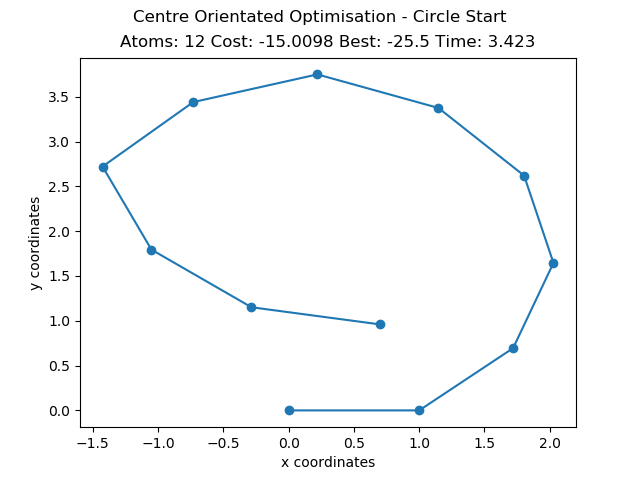 Centre Orientated Optimisation - Circle Start
Atoms: 12 Cost: -15.0098 Best: -25.5 Time: 3.423
3.5
3.0
2.5
2.0
1.5
1.0
0.5
0.0
y coordinates
−1.5 −1.0 −0.5 0.0 0.5 1.0 1.5 2.0
x coordinates